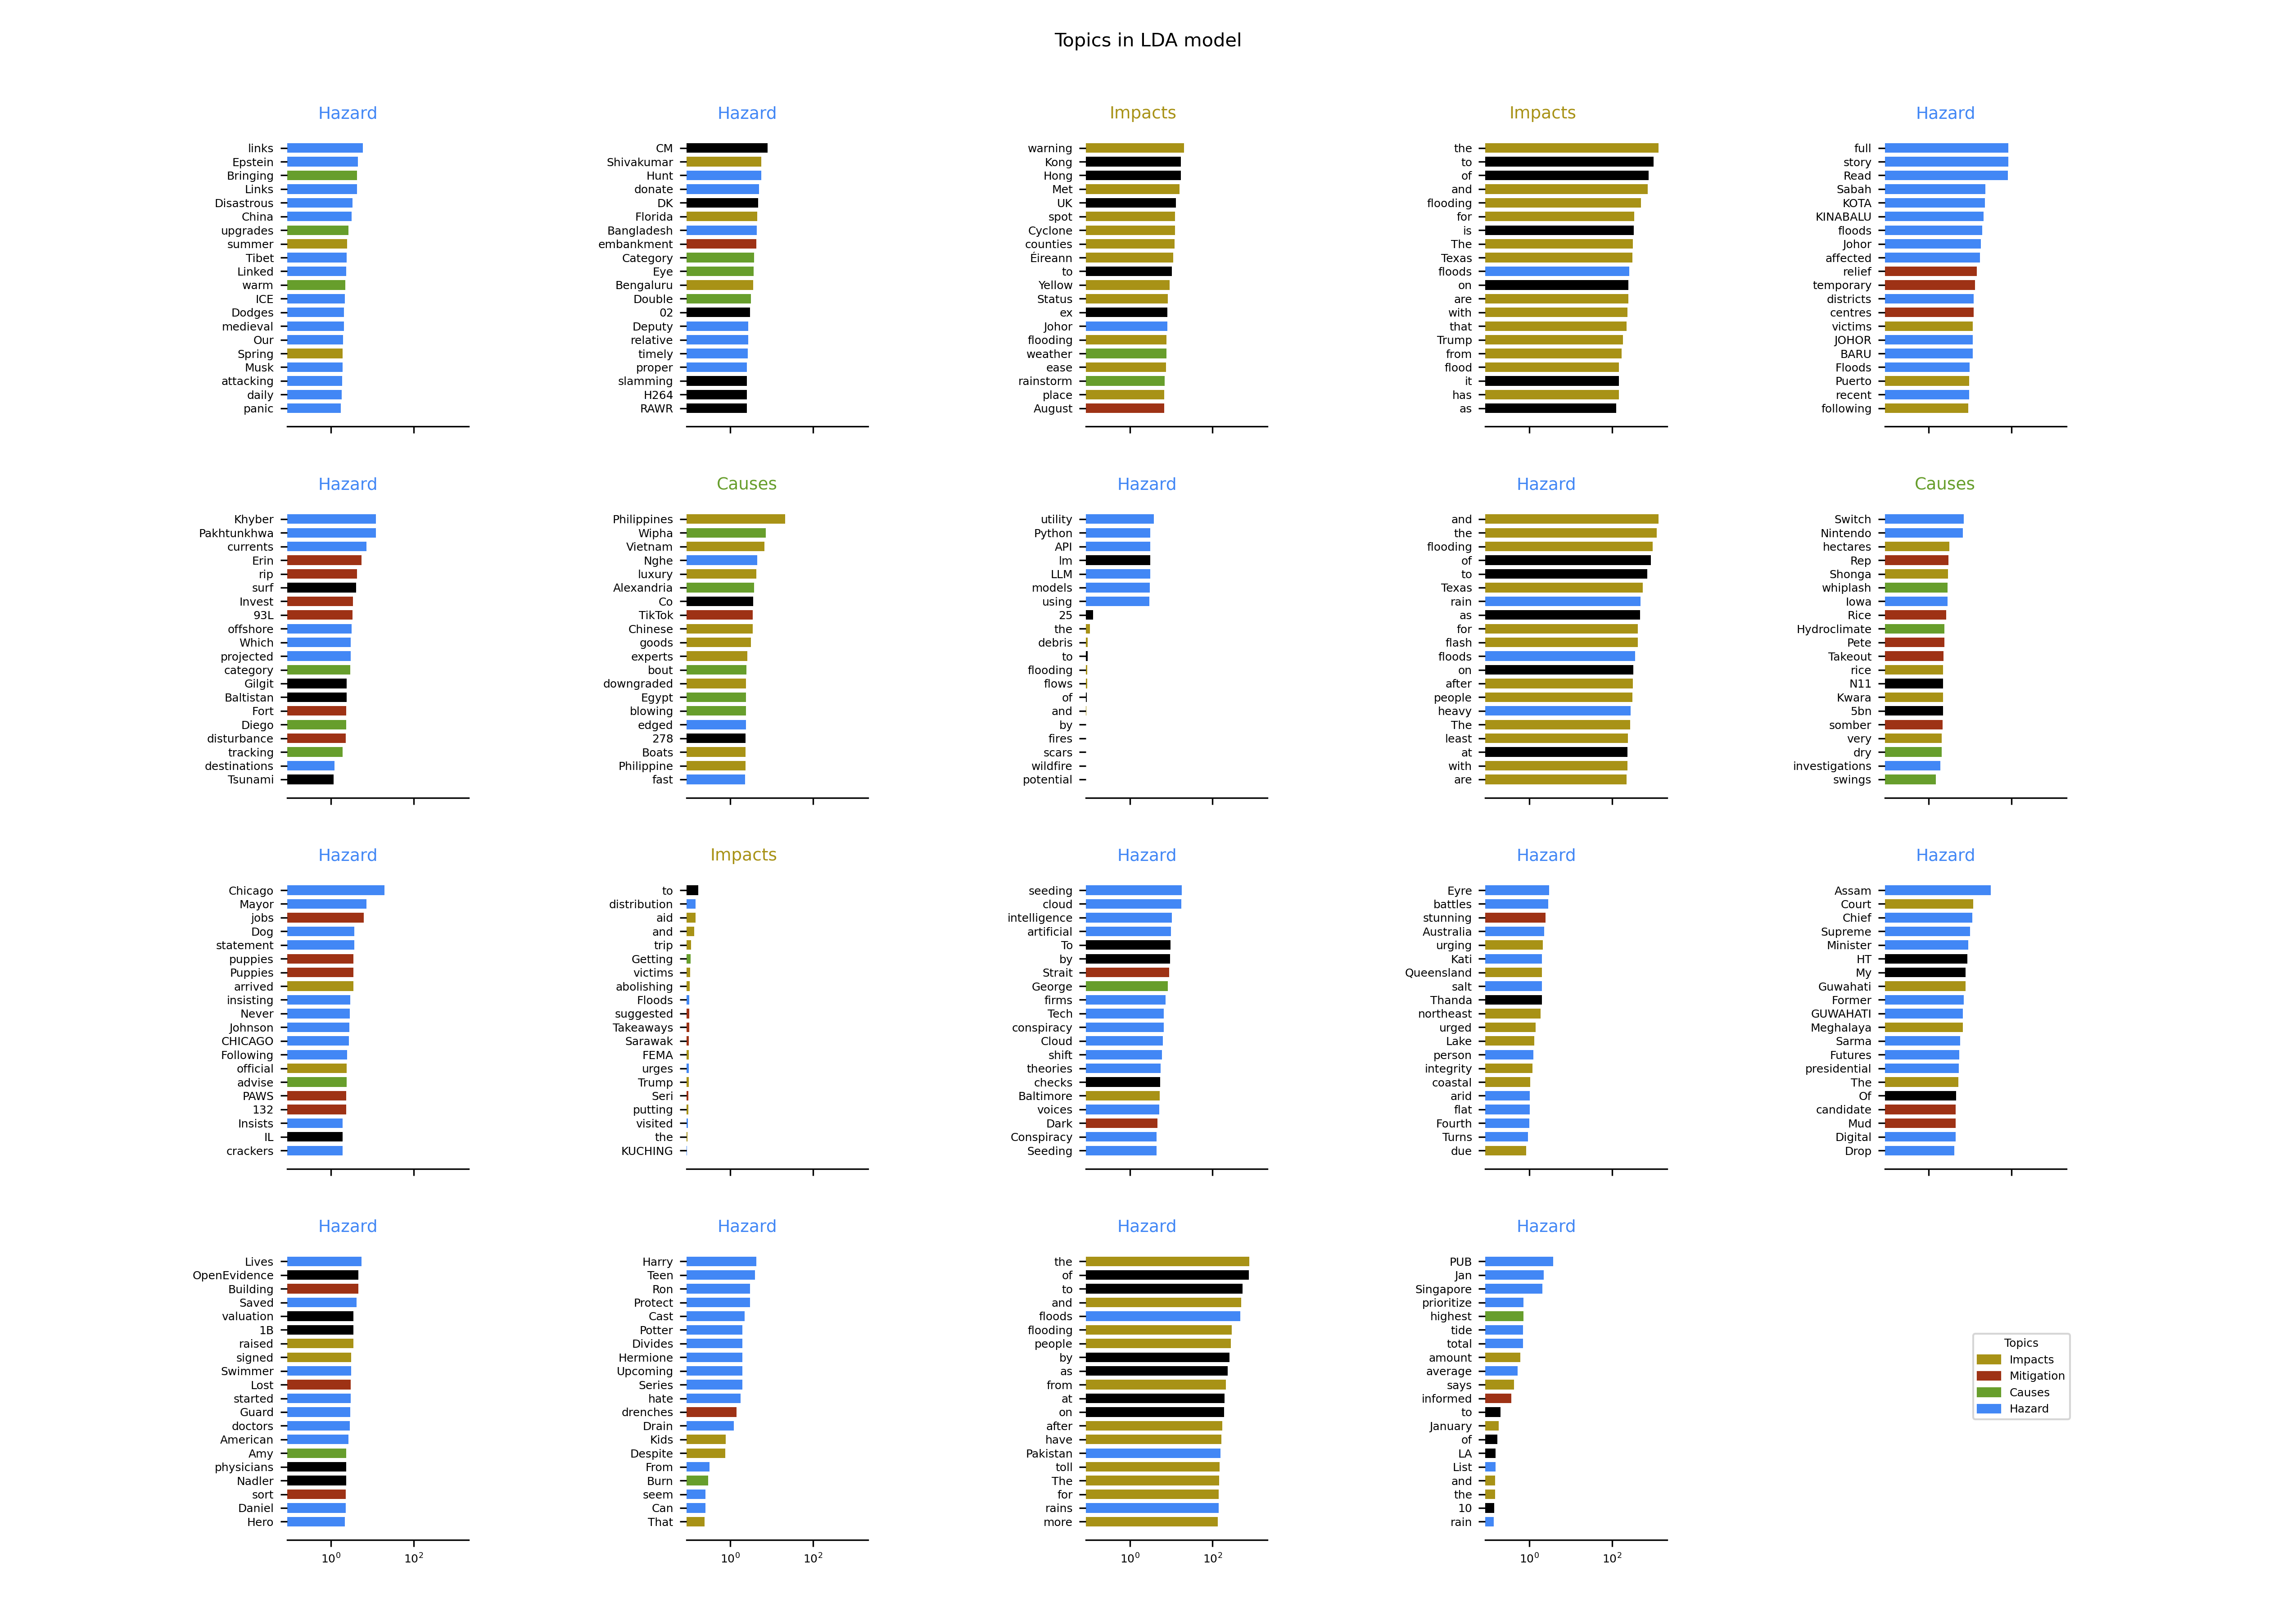 Topics in LDA model
Hazard
links
Epstein
Bringing
Links
Disastrous
China
upgrades
summer
Tibet
Linked
warm
ICE
Dodges
medieval
Our
Spring
Musk
attacking
daily
panic
Hazard
CM
Shivakumar
Hunt
donate
DK
Florida
Bangladesh
embankment
Category
Eye
Bengaluru
Double
02
Deputy
relative
timely
proper
slamming
H264
RAWR
Impacts
warning
Kong
Hong
Met
UK
spot
Cyclone
counties
Éireann
to
Yellow
Status
ex
Johor
flooding
weather
ease
rainstorm
place
August
Impacts
the
to
of
and
flooding
for
is
The
Texas
floods
on
are
with
that
Trump
from
flood
it
has
as
Hazard
full
story
Read
Sabah
KOTA
KINABALU
floods
Johor
affected
relief
temporary
districts
centres
victims
JOHOR
BARU
Floods
Puerto
recent
following
Hazard
Khyber
Pakhtunkhwa
currents
Erin
rip
surf
Invest
93L
offshore
Which
projected
category
Gilgit
Baltistan
Fort
Diego
disturbance
tracking
destinations
Tsunami
Causes
Philippines
Wipha
Vietnam
Nghe
luxury
Alexandria
Co
TikTok
Chinese
goods
experts
bout
downgraded
Egypt
blowing
edged
278
Boats
Philippine
fast
Hazard
utility
Python
API
lm
LLM
models
using
25
the
debris
to
flooding
flows
of
and
by
fires
scars
wildfire
potential
Hazard
and
the
flooding
of
to
Texas
rain
as
for
flash
floods
on
after
people
heavy
The
least
at
with
are
Causes
Switch
Nintendo
hectares
Rep
Shonga
whiplash
Iowa
Rice
Hydroclimate
Pete
Takeout
rice
N11
Kwara
5bn
somber
very
dry
investigations
swings
Hazard
Chicago
Mayor
jobs
Dog
statement
puppies
Puppies
arrived
insisting
Never
Johnson
CHICAGO
Following
official
advise
PAWS
132
Insists
IL
crackers
Impacts
to
distribution
aid
and
trip
Getting
victims
abolishing
Floods
suggested
Takeaways
Sarawak
FEMA
urges
Trump
Seri
putting
visited
the
KUCHING
Hazard
seeding
cloud
intelligence
artificial
To
by
Strait
George
firms
Tech
conspiracy
Cloud
shift
theories
checks
Baltimore
voices
Dark
Conspiracy
Seeding
Hazard
Eyre
battles
stunning
Australia
urging
Kati
Queensland
salt
Thanda
northeast
urged
Lake
person
integrity
coastal
arid
flat
Fourth
Turns
due
Hazard
Assam
Court
Chief
Supreme
Minister
HT
My
Guwahati
Former
GUWAHATI
Meghalaya
Sarma
Futures
presidential
The
Of
candidate
Mud
Digital
Drop
Hazard
Lives
OpenEvidence
Building
Saved
valuation
1B
raised
signed
Swimmer
Lost
started
Guard
doctors
American
Amy
physicians
Nadler
sort
Daniel
Hero
10⁰ 10²
Hazard
Harry
Teen
Ron
Protect
Cast
Potter
Divides
Hermione
Upcoming
Series
hate
drenches
Drain
Kids
Despite
From
Burn
seem
Can
That
10⁰ 10²
Hazard
the
of
to
and
floods
flooding
people
by
as
from
at
on
after
have
Pakistan
toll
The
for
rains
more
10⁰ 10²
Hazard
PUB
Jan
Singapore
prioritize
highest
tide
total
amount
average
says
informed
to
January
of
LA
List
and
the
10
rain
10⁰ 10²
Topics
Impacts
Mitigation
Causes
Hazard